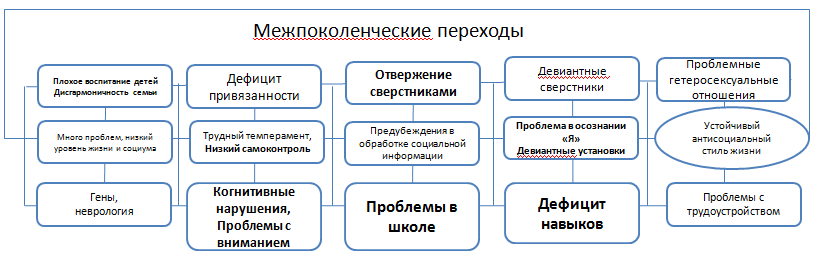 Межпоколенческие переходы
Плохое воспитание детей
Дисгармоничность семьи
Дефицит
привязанности
Отвержение
сверстниками
Девиантные
сверстники
Проблемные
гетеросексуальные
отношения
Много проблем, низкий
уровень жизни и социума
Трудный темперамент,
Низкий самоконтроль
Предубеждения в
обработке социальной
информации
Проблема в осознании
«Я»
Девиантные установки
Устойчивый
антисоциальный
стиль жизни
Гены,
неврология
Когнитивные
нарушения,
Проблемы с
вниманием
Проблемы в
школе
Дефицит
навыков
Проблемы с
трудоустройством